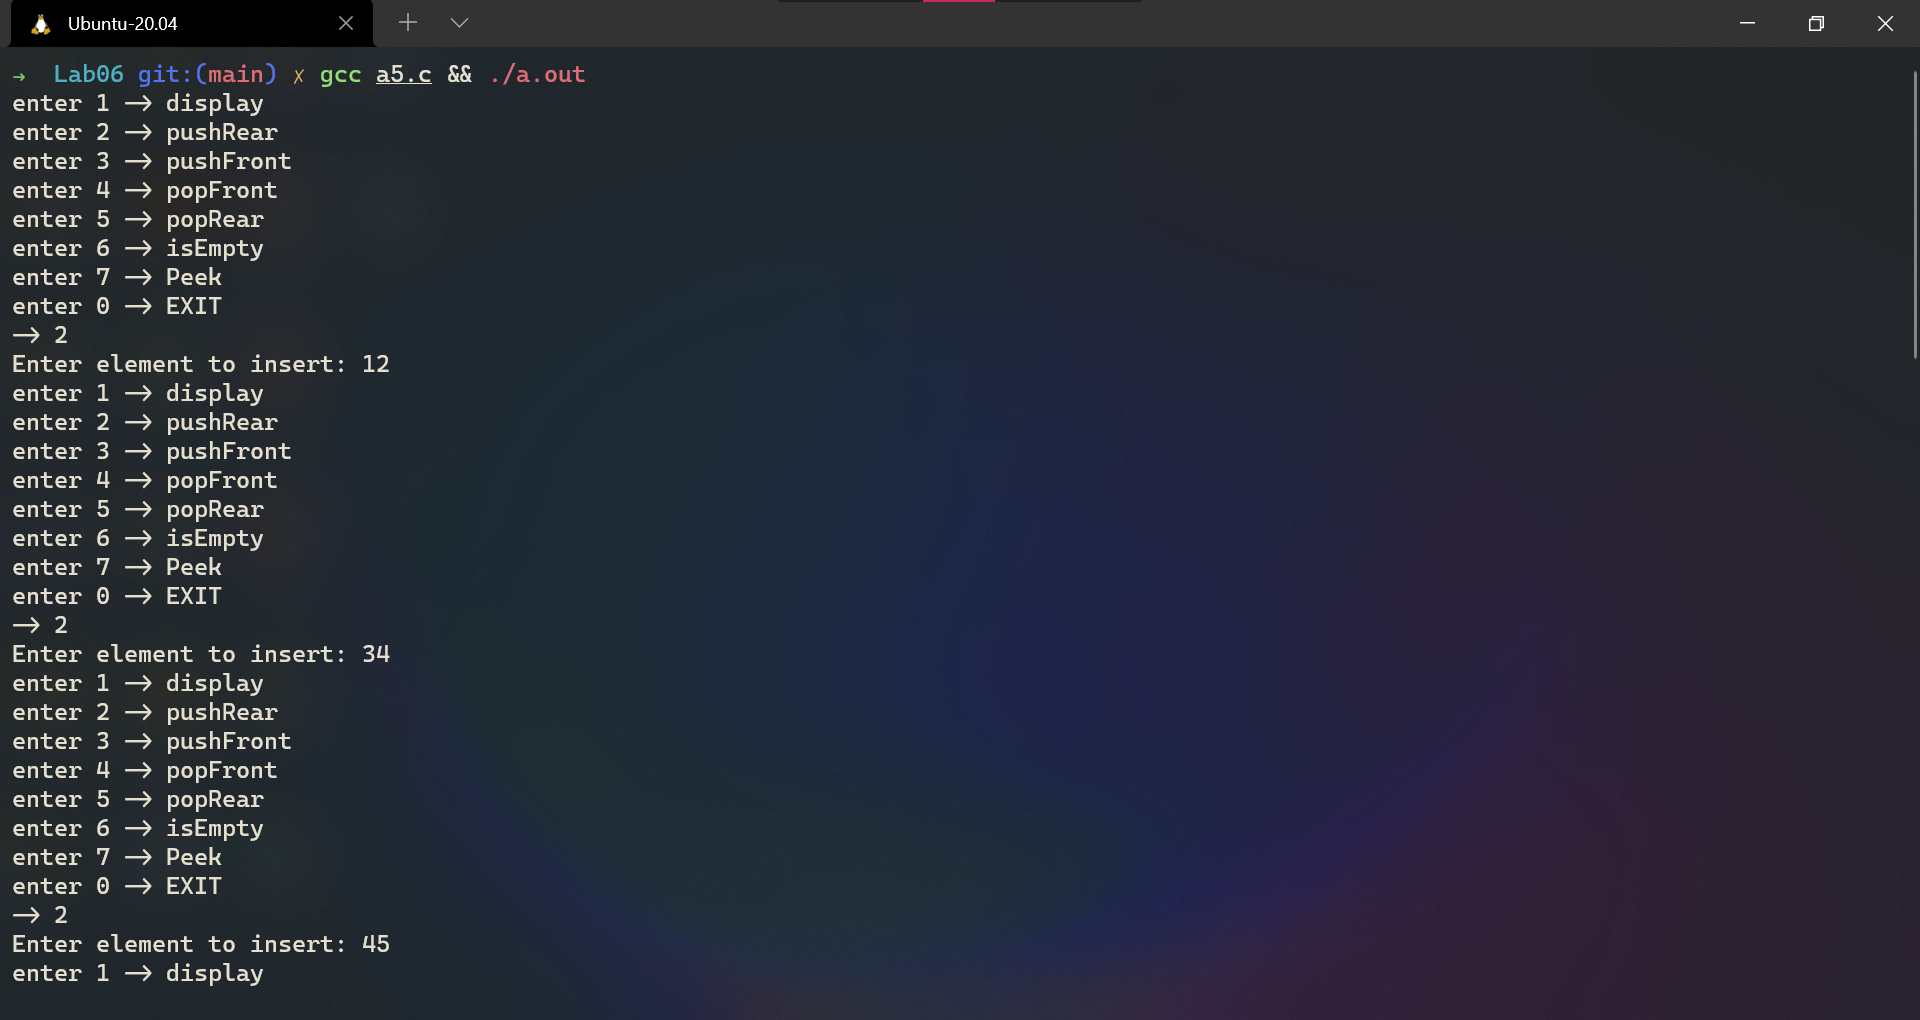 Ubuntu-20.04
→ Lab06 git:(main) ✗ gcc a5.c && ./a.out
enter 1 → display
enter 2 → pushRear
enter 3 → pushFront
enter 4 → popFront
enter 5 → popRear
enter 6 → isEmpty
enter 7 → Peek
enter 0 → EXIT
→ 2
Enter element to insert: 12
enter 1 → display
enter 2 → pushRear
enter 3 → pushFront
enter 4 → popFront
enter 5 → popRear
enter 6 → isEmpty
enter 7 → Peek
enter 0 → EXIT
→ 2
Enter element to insert: 34
enter 1 → display
enter 2 → pushRear
enter 3 → pushFront
enter 4 → popFront
enter 5 → popRear
enter 6 → isEmpty
enter 7 → Peek
enter 0 → EXIT
→ 2
Enter element to insert: 45
enter 1 → display